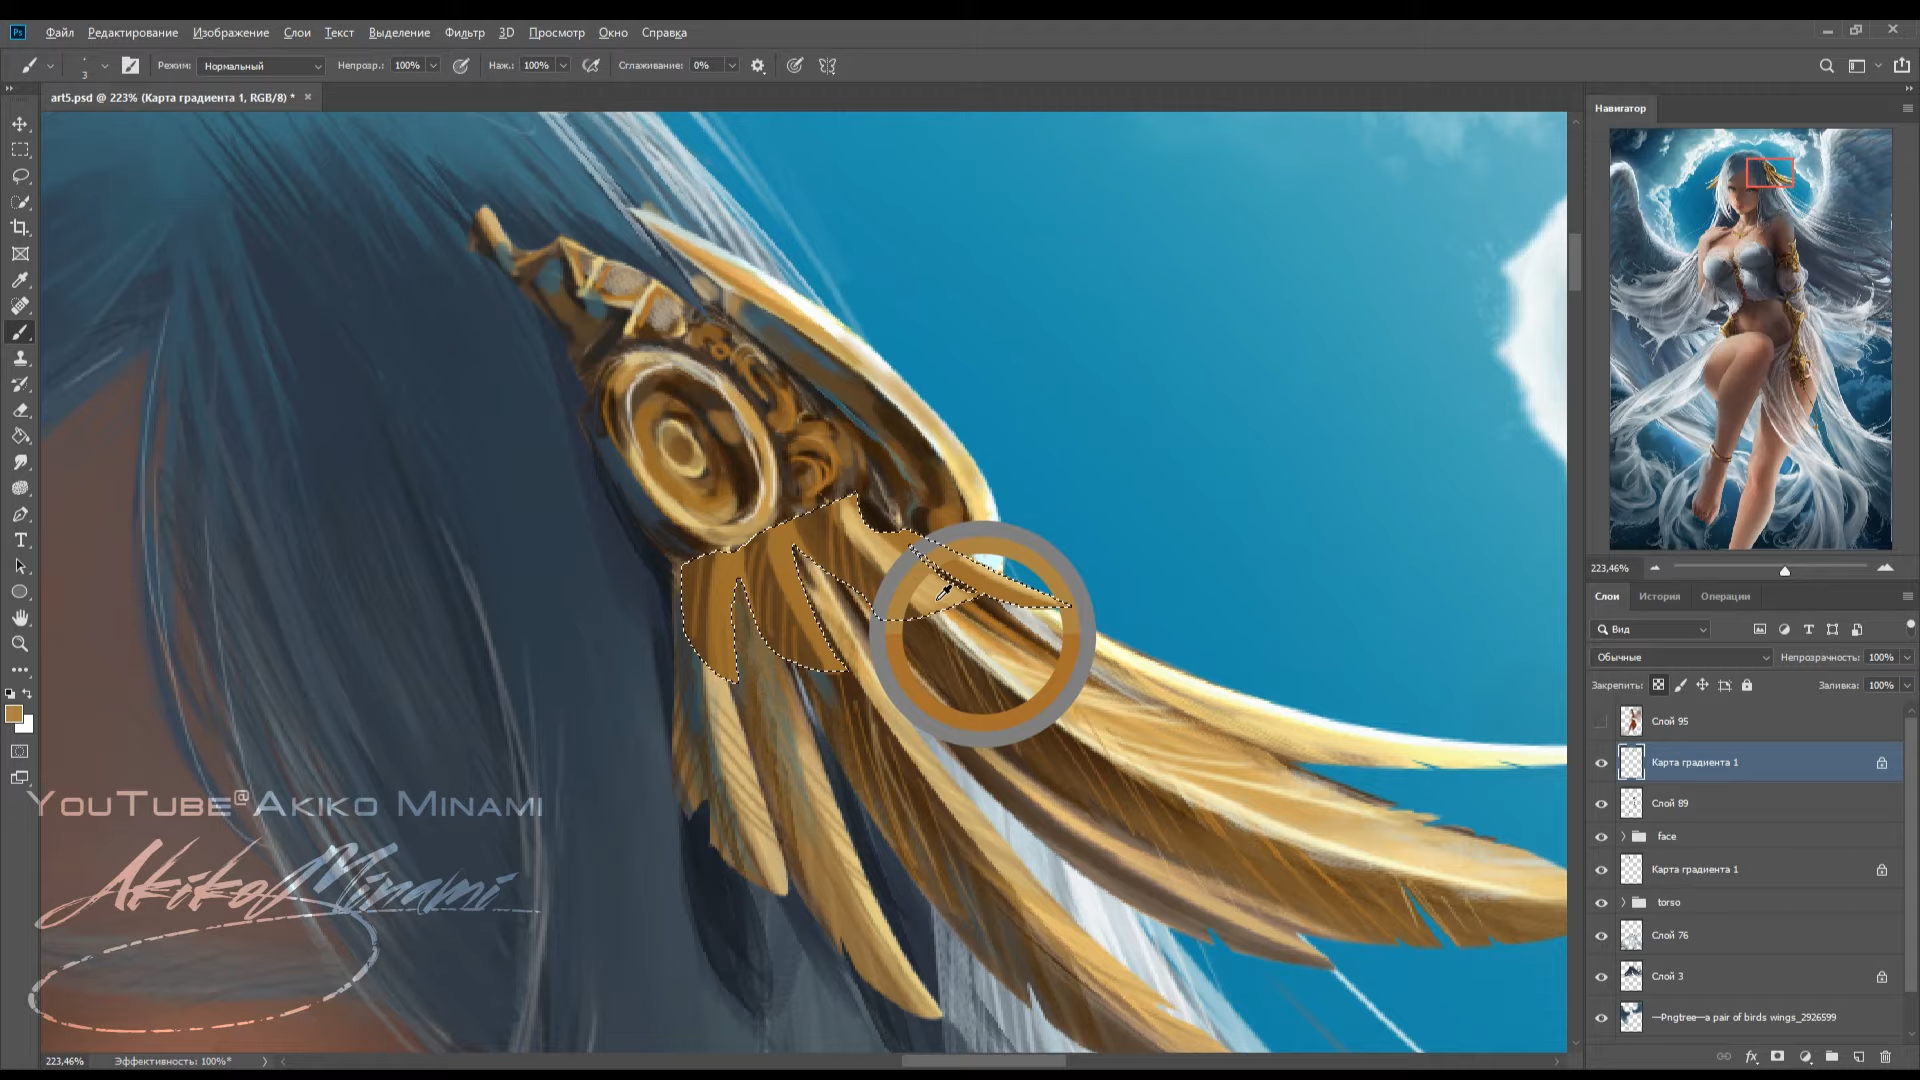 Ps Файл Редактирование Изображение Слои Текст Выделение Фильтр 3D Просмотр Окно Справка
3 Режим: Нормальный Непрозр.: 100% Наж.: 100% Сглаживание: 0%
art5.psd @ 223% (Карта градиента 1, RGB/8) * ×
Навигатор
223,46%
Слои История Операции
Вид
Обычные Непрозрачность: 100%
Закрепить: Заливка: 100%
Слой 95
Карта градиента 1
Слой 89
face
Карта градиента 1
torso
Слой 76
Слой 3
—Pngtree—a pair of birds wings_2926599
YouTube@Akiko Minami
Akiko Minami
223,46% Эффективность: 100%*